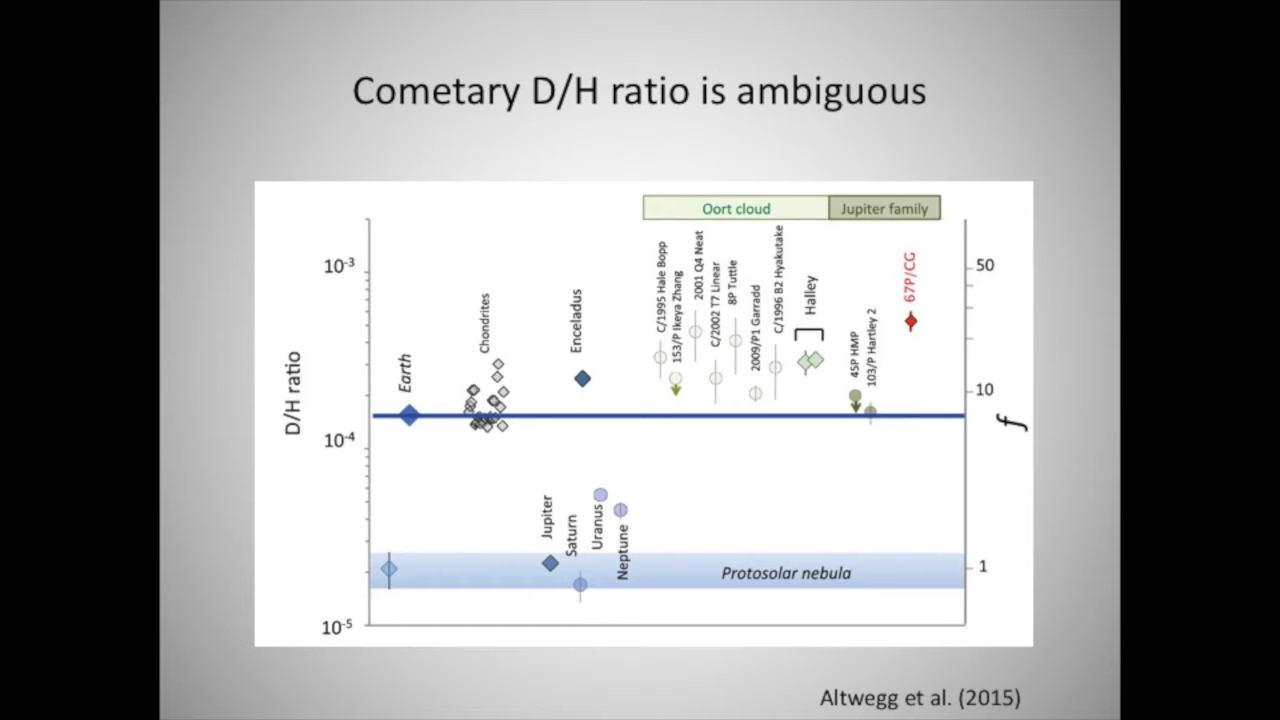 Cometary D/H ratio is ambiguous
Oort cloud
Jupiter family
10-3
10-4
10-5
D/H ratio
50
10
1
f
Earth
Chondrites
Enceladus
C/1995 Hale Bopp
153/P Ikeya Zhang
2001 Q4 Neat
C/2002 T7 Linear
8P Tuttle
2009/P1 Garradd
C/1996 B2 Hyakutake
Halley
45P HMP
103/P Hartley 2
67P/CG
Jupiter
Saturn
Uranus
Neptune
Protosolar nebula
Altwegg et al. (2015)